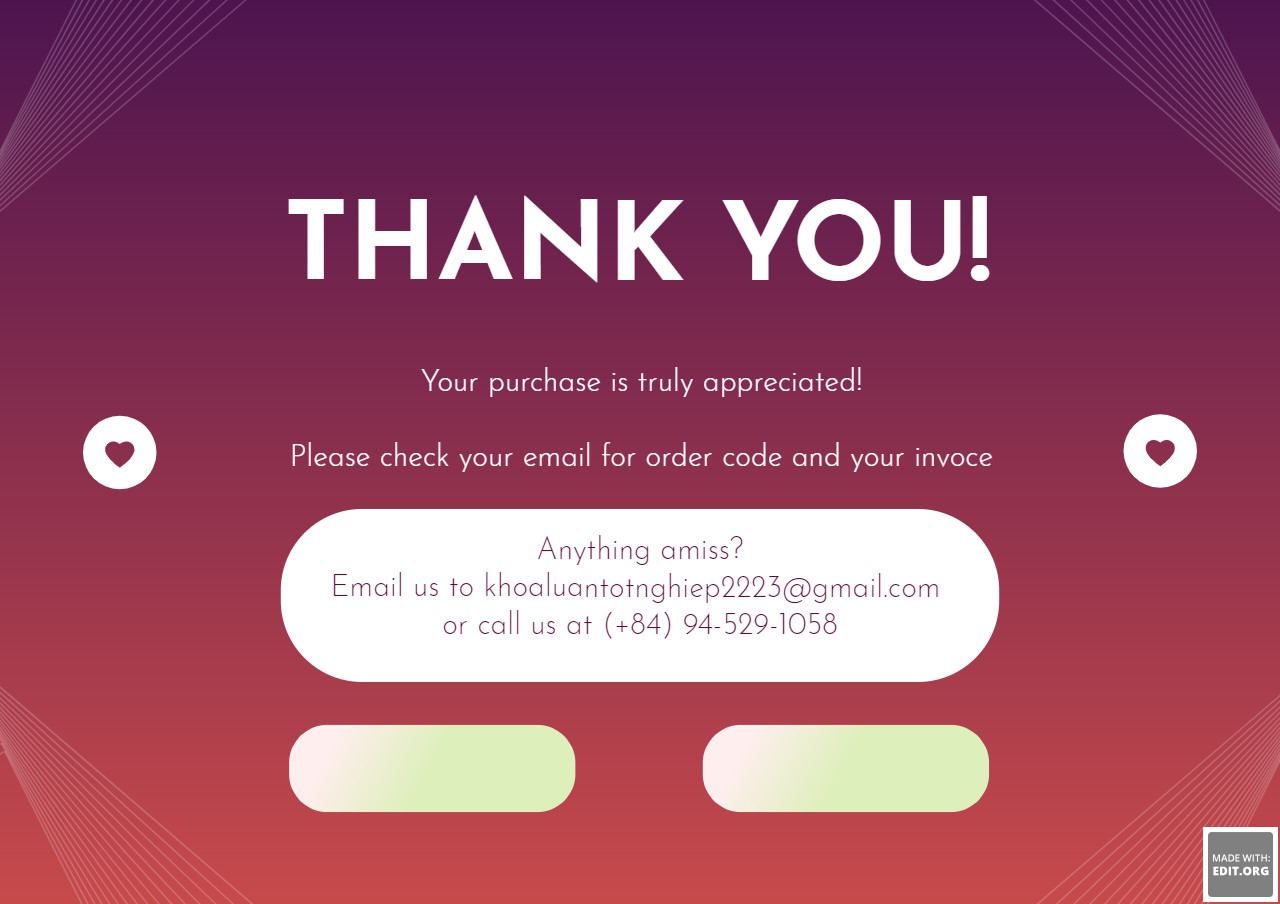 THANK YOU!
Your purchase is truly appreciated!
Please check your email for order code and your invoce
Anything amiss?
Email us to khoaluantotnghiep2223@gmail.com
or call us at (+84) 94-529-1058
MADE WITH:
EDIT.ORG